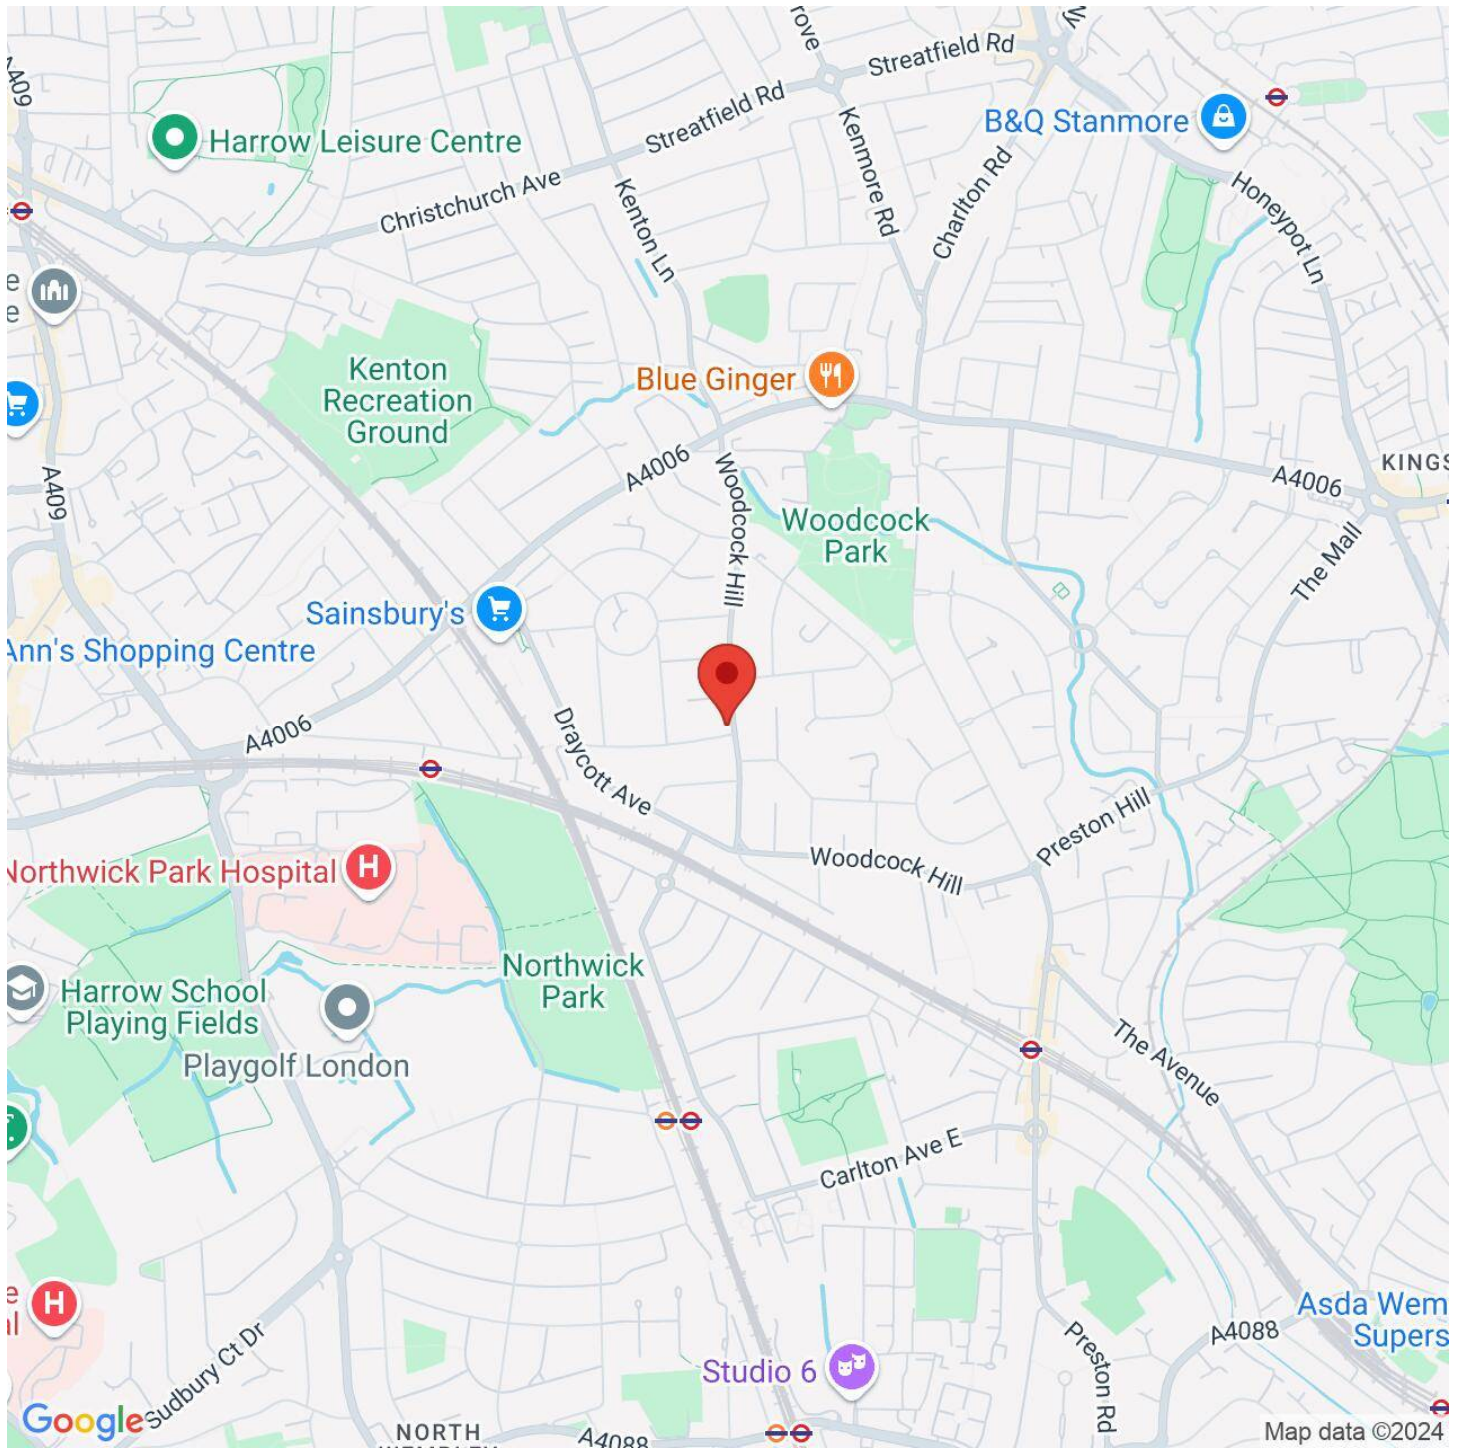 rove
Streatfield Rd
A409
B&Q Stanmore
Harrow Leisure Centre
Streatfield Rd
Kenmore Rd
Charlton Rd
Christchurch Ave
Kenton Ln
Honeypot Ln
Kenton
Recreation
Ground
Blue Ginger
A4006
Woodcock Hill
A409
KINGS
A4006
Woodcock
Park
The Mall
Sainsbury's
Ann's Shopping Centre
A4006
Draycott Ave
Preston Hill
Northwick Park Hospital
H
Woodcock Hill
Northwick
Park
Harrow School
Playing Fields
Playgolf London
The Avenue
Carlton Ave E
H
Asda Wem
Supers
A4088
Preston Rd
Sudbury Ct Dr
Studio 6
Google
NORTH
WEMBLEY
A4088
Map data ©2024